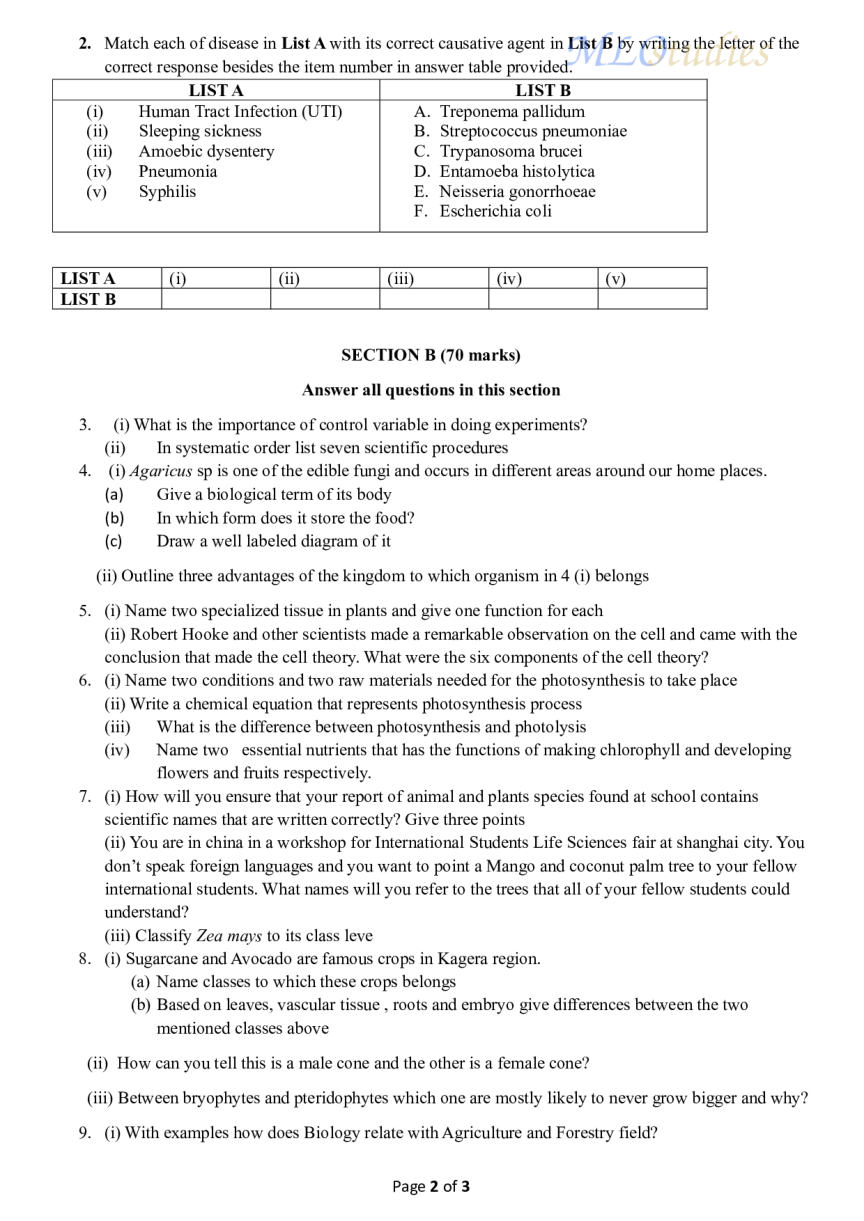 MLOtudies
2. Match each of disease in List A with its correct causative agent in List B by writing the letter of the
correct response besides the item number in answer table provided.
LIST A LIST B
(i) Human Tract Infection (UTI) A. Treponema pallidum
(ii) Sleeping sickness B. Streptococcus pneumoniae
(iii) Amoebic dysentery C. Trypanosoma brucei
(iv) Pneumonia D. Entamoeba histolytica
(v) Syphilis E. Neisseria gonorrhoeae
F. Escherichia coli
LIST A (i) (ii) (iii) (iv) (v)
LIST B
SECTION B (70 marks)
Answer all questions in this section
3. (i) What is the importance of control variable in doing experiments?
(ii) In systematic order list seven scientific procedures
4. (i) Agaricus sp is one of the edible fungi and occurs in different areas around our home places.
(a) Give a biological term of its body
(b) In which form does it store the food?
(c) Draw a well labeled diagram of it
(ii) Outline three advantages of the kingdom to which organism in 4 (i) belongs
5. (i) Name two specialized tissue in plants and give one function for each
(ii) Robert Hooke and other scientists made a remarkable observation on the cell and came with the
conclusion that made the cell theory. What were the six components of the cell theory?
6. (i) Name two conditions and two raw materials needed for the photosynthesis to take place
(ii) Write a chemical equation that represents photosynthesis process
(iii) What is the difference between photosynthesis and photolysis
(iv) Name two essential nutrients that has the functions of making chlorophyll and developing
flowers and fruits respectively.
7. (i) How will you ensure that your report of animal and plants species found at school contains
scientific names that are written correctly? Give three points
(ii) You are in china in a workshop for International Students Life Sciences fair at shanghai city. You
don't speak foreign languages and you want to point a Mango and coconut palm tree to your fellow
international students. What names will you refer to the trees that all of your fellow students could
understand?
(iii) Classify Zea mays to its class leve
8. (i) Sugarcane and Avocado are famous crops in Kagera region.
(a) Name classes to which these crops belongs
(b) Based on leaves, vascular tissue , roots and embryo give differences between the two
mentioned classes above
(ii) How can you tell this is a male cone and the other is a female cone?
(iii) Between bryophytes and pteridophytes which one are mostly likely to never grow bigger and why?
9. (i) With examples how does Biology relate with Agriculture and Forestry field?
Page 2 of 3